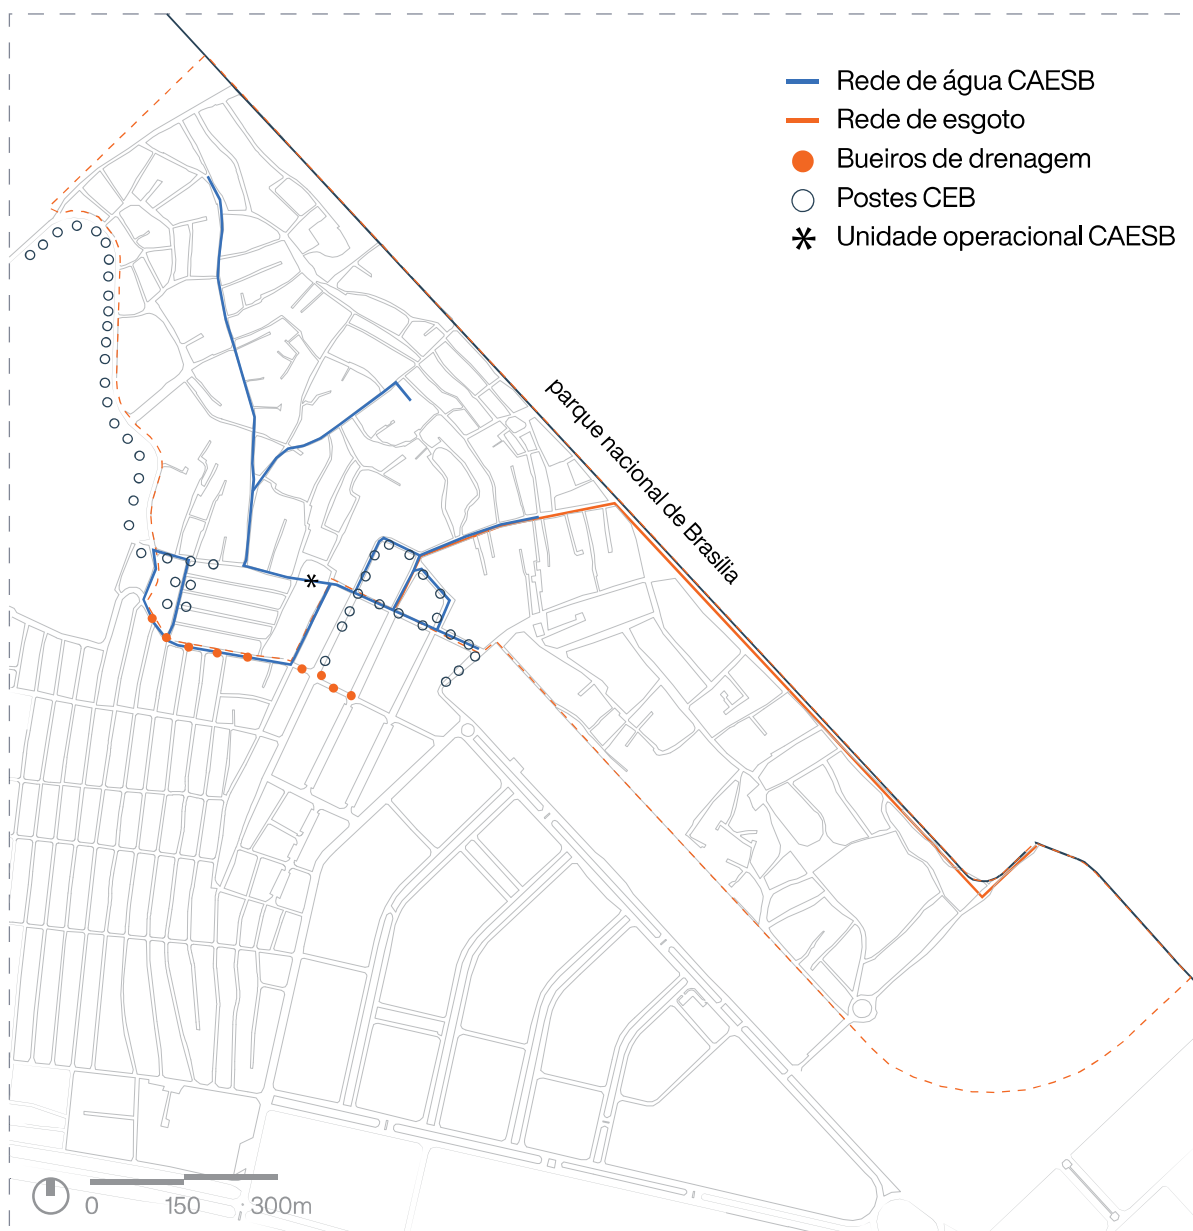 Rede de água CAESB
Rede de esgoto
Bueiros de drenagem
Postes CEB
Unidade operacional CAESB
parque nacional de Brasília
0 150 300m